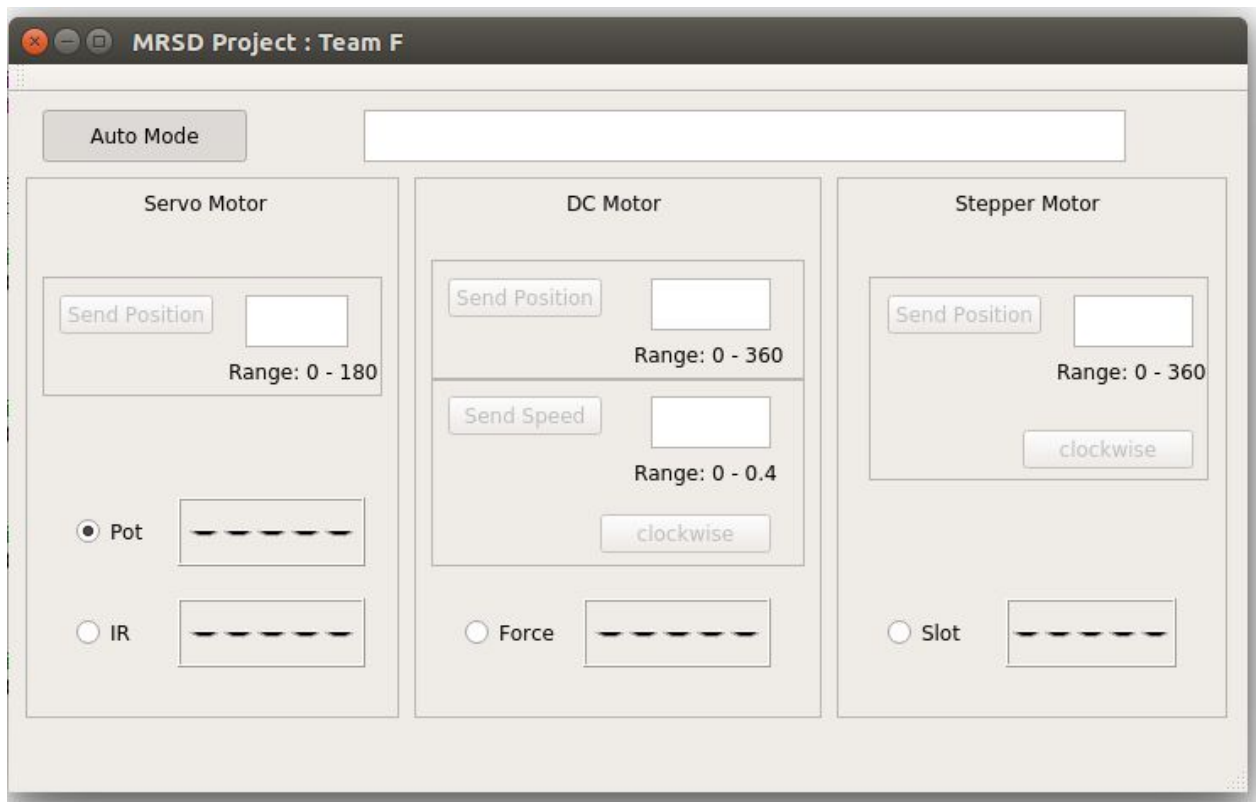 MRSD Project : Team F
Auto Mode
Servo Motor
Send Position
Range: 0 - 180
Pot
-----
IR
-----
DC Motor
Send Position
Range: 0 - 360
Send Speed
Range: 0 - 0.4
clockwise
Force
-----
Stepper Motor
Send Position
Range: 0 - 360
clockwise
Slot
-----